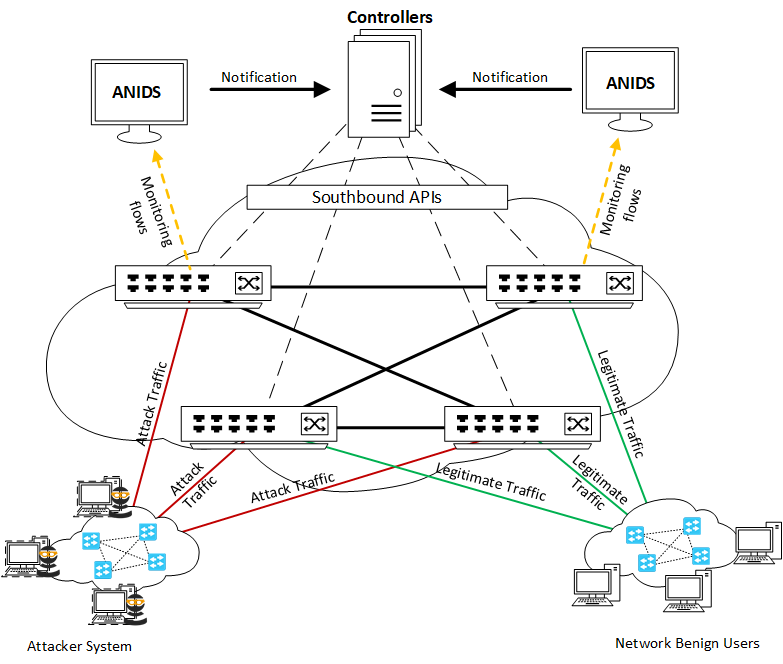 Controllers
ANIDS
Notification
Notification
ANIDS
Monitoring
flows
Southbound APIs
Monitoring
flows
Attack Traffic
Legitimate Traffic
Attack
Traffic
Attack Traffic
Legitimate Traffic
Legitimate
Traffic
Attacker System
Network Benign Users